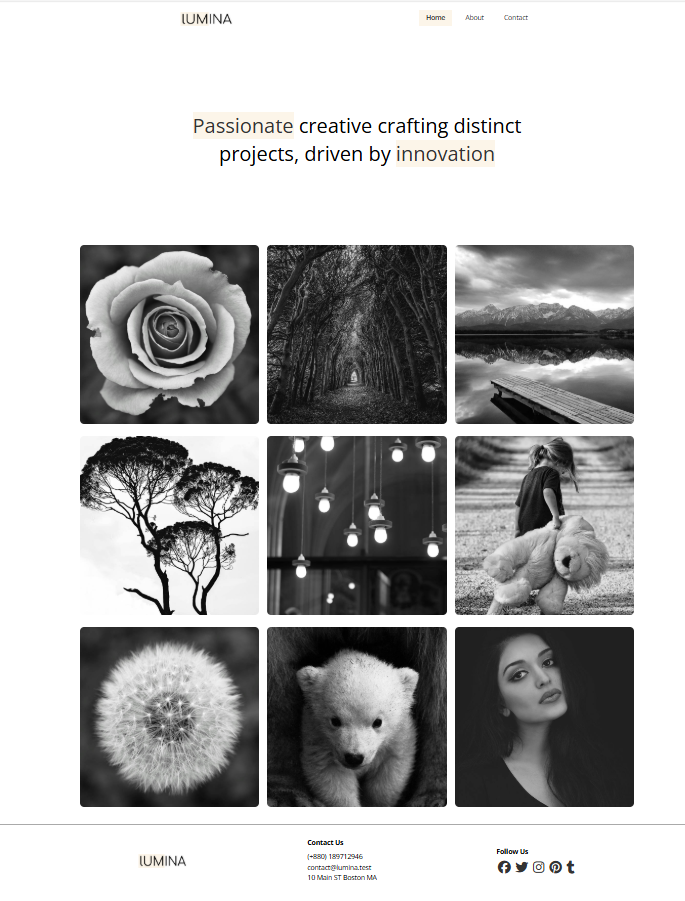 lUMINA
Home About Contact
Passionate creative crafting distinct
projects, driven by innovation
lUMINA
Contact Us
(+880) 189712946
contact@lumina.test
10 Main ST Boston MA
Follow Us